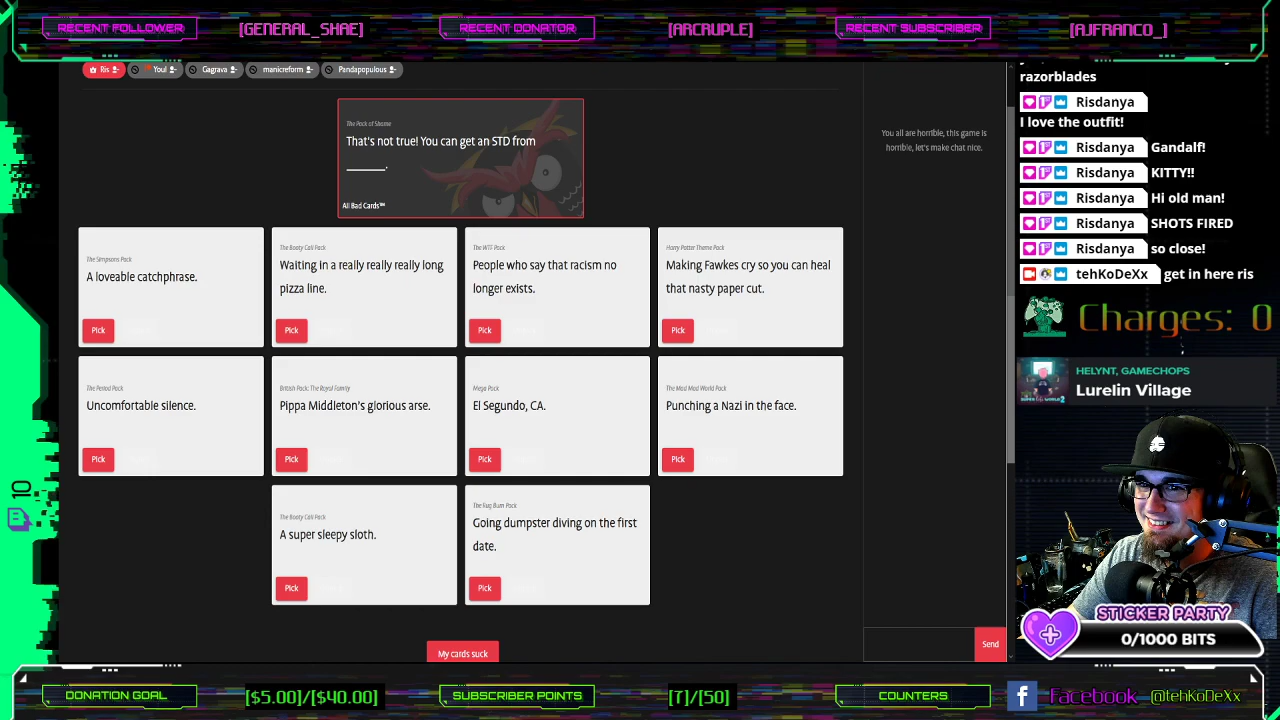 RECENT FOLLOWER
[GENERAL_SHAE]
RECENT DONATOR
[ARCRUPLE]
RECENT SUBSCRIBER
[AJFRANCO_]
Ris
You!
Gagrava
manicreform
Pandapopulous
The Pack of Shame
That's not true! You can get an STD from
______.
All Bad Cards™
The Simpsons Pack
A loveable catchphrase.
Pick
The Booty Call Pack
Waiting in a really really really long
pizza line.
Pick
The WTF Pack
People who say that racism no
longer exists.
Pick
Harry Potter Theme Pack
Making Fawkes cry so you can heal
that nasty paper cut.
Pick
The Period Pack
Uncomfortable silence.
Pick
British Pack: The Royal Family
Pippa Middleton's glorious arse.
Pick
Mega Pack
El Segundo, CA.
Pick
The Mad Mad World Pack
Punching a Nazi in the face.
Pick
The Booty Call Pack
A super sleepy sloth.
Pick
The Rug Burn Pack
Going dumpster diving on the first
date.
Pick
My cards suck
You all are horrible, this game is
horrible, let's make chat nice.
Send
razorblades
Risdanya
I love the outfit!
Risdanya Gandalf!
Risdanya KITTY!!
Risdanya Hi old man!
Risdanya SHOTS FIRED
Risdanya so close!
tehKoDeXx get in here ris
Charges: 0
HELYNT, GAMECHOPS
Lurelin Village
STICKER PARTY
0/1000 BITS
10
DONATION GOAL
[$5.00]/[$40.00]
SUBSCRIBER POINTS
[7]/[50]
COUNTERS
Facebook @tehKoDeXx